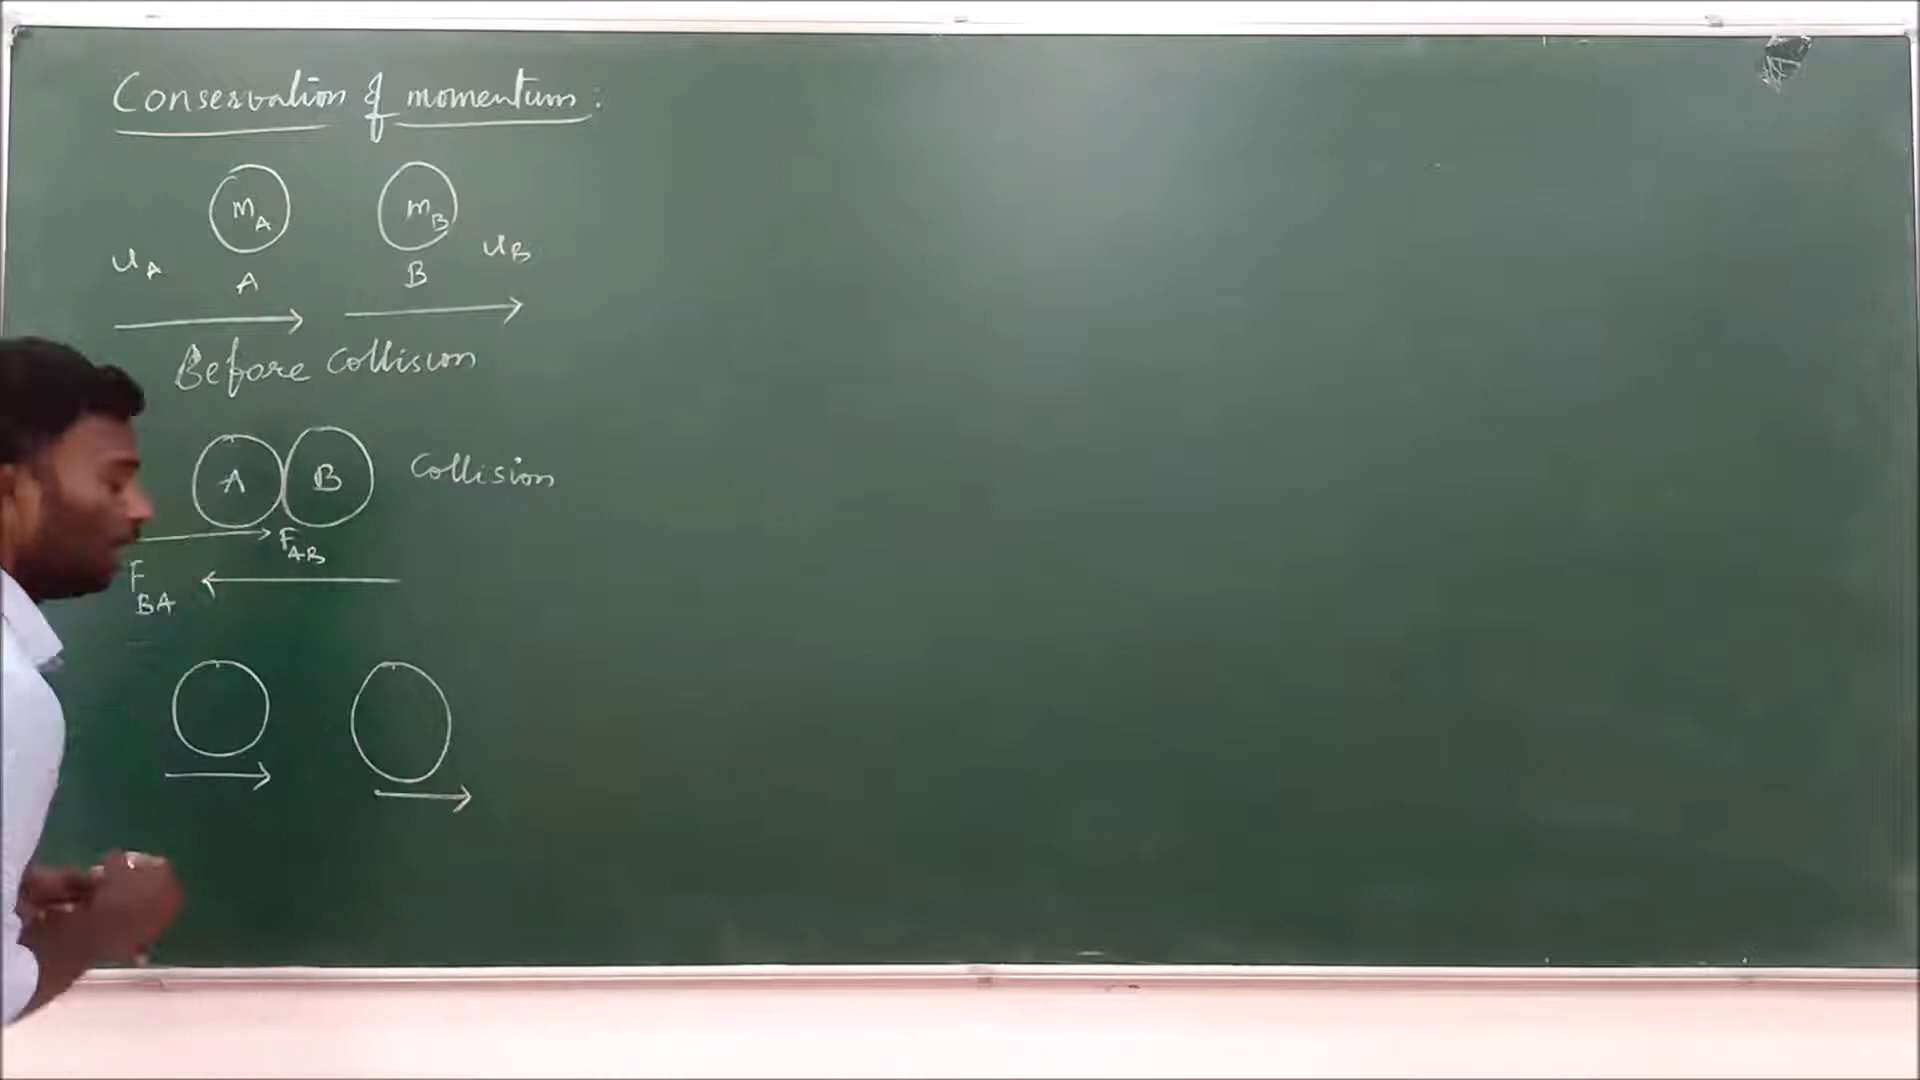 Conservation of momentum:
mA mB
uA A B uB
Before collision
A B Collision
FAB
FBA